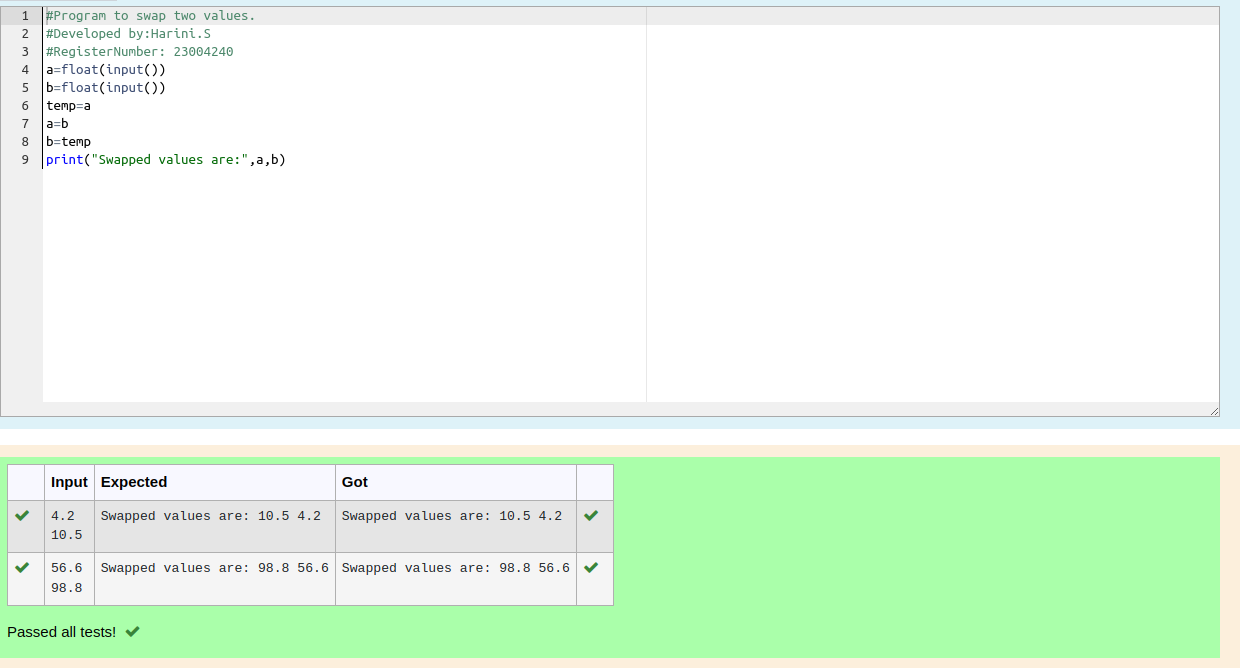 1 #Program to swap two values.
2 #Developed by:Harini.S
3 #RegisterNumber: 23004240
4 a=float(input())
5 b=float(input())
6 temp=a
7 a=b
8 b=temp
9 print("Swapped values are:",a,b)
Input Expected Got
4.2 Swapped values are: 10.5 4.2 Swapped values are: 10.5 4.2
10.5
56.6 Swapped values are: 98.8 56.6 Swapped values are: 98.8 56.6
98.8
Passed all tests!